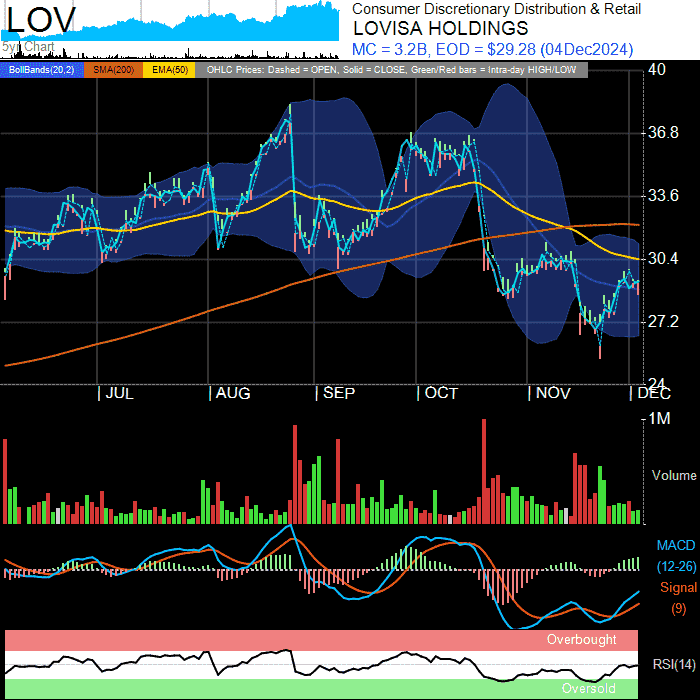 LOV
5yr Chart
Consumer Discretionary Distribution & Retail
LOVISA HOLDINGS
MC = 3.2B, EOD = $29.28 (04Dec2024)
BollBands(20,2) SMA(200) EMA(50) OHLC Prices: Dashed = OPEN, Solid = CLOSE, Green/Red bars = Intra-day HIGH/LOW
40
36.8
33.6
30.4
27.2
24
JUL AUG SEP OCT NOV DEC
1M
Volume
MACD
(12-26)
Signal
(9)
Overbought
RSI(14)
Oversold